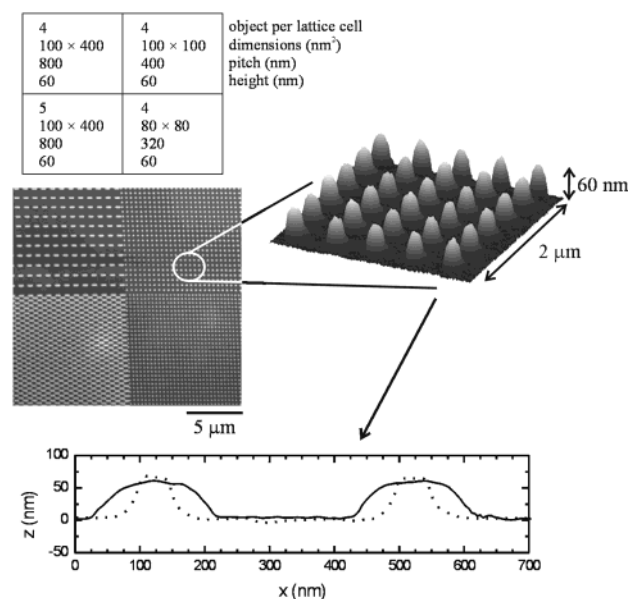 4 4 object per lattice cell
100 × 400 100 × 100 dimensions (nm²)
800 400 pitch (nm)
60 60 height (nm)
5 4
100 × 400 80 × 80
800 320
60 60
60 nm
2 μm
5 μm
100
50
0
-50
z (nm)
0 100 200 300 400 500 600 700
x (nm)